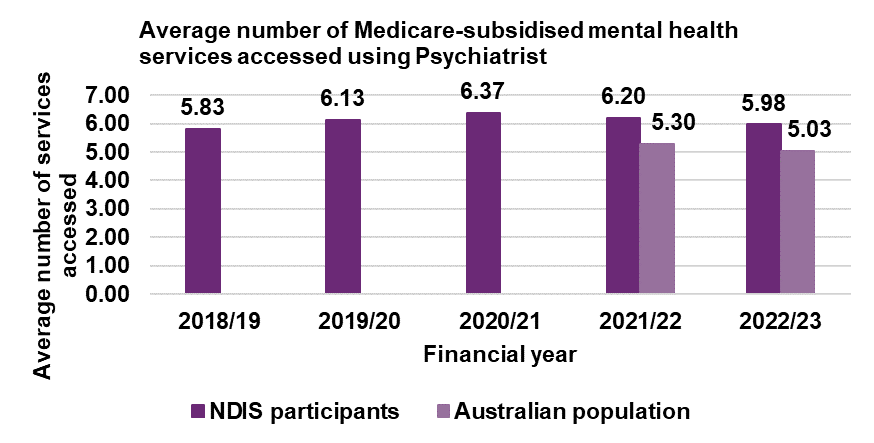 Average number of Medicare-subsidised mental health
services accessed using Psychiatrist
Average number of services
accessed
7.00
6.00
5.00
4.00
3.00
2.00
1.00
0.00
5.83
6.13
6.37
6.20
5.30
5.98
5.03
2018/19
2019/20
2020/21
2021/22
2022/23
Financial year
NDIS participants
Australian population